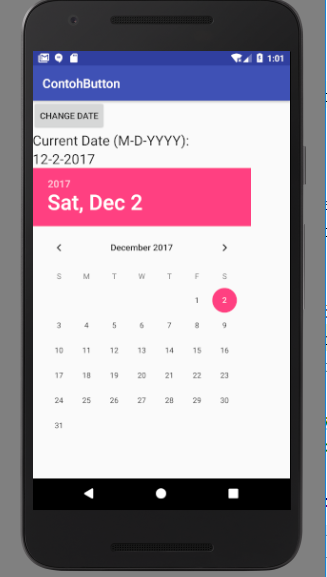 1:01
ContohButton
CHANGE DATE
Current Date (M-D-YYYY):
12-2-2017
2017
Sat, Dec 2
December 2017
S M T W T F S
1 2
3 4 5 6 7 8 9
10 11 12 13 14 15 16
17 18 19 20 21 22 23
24 25 26 27 28 29 30
31